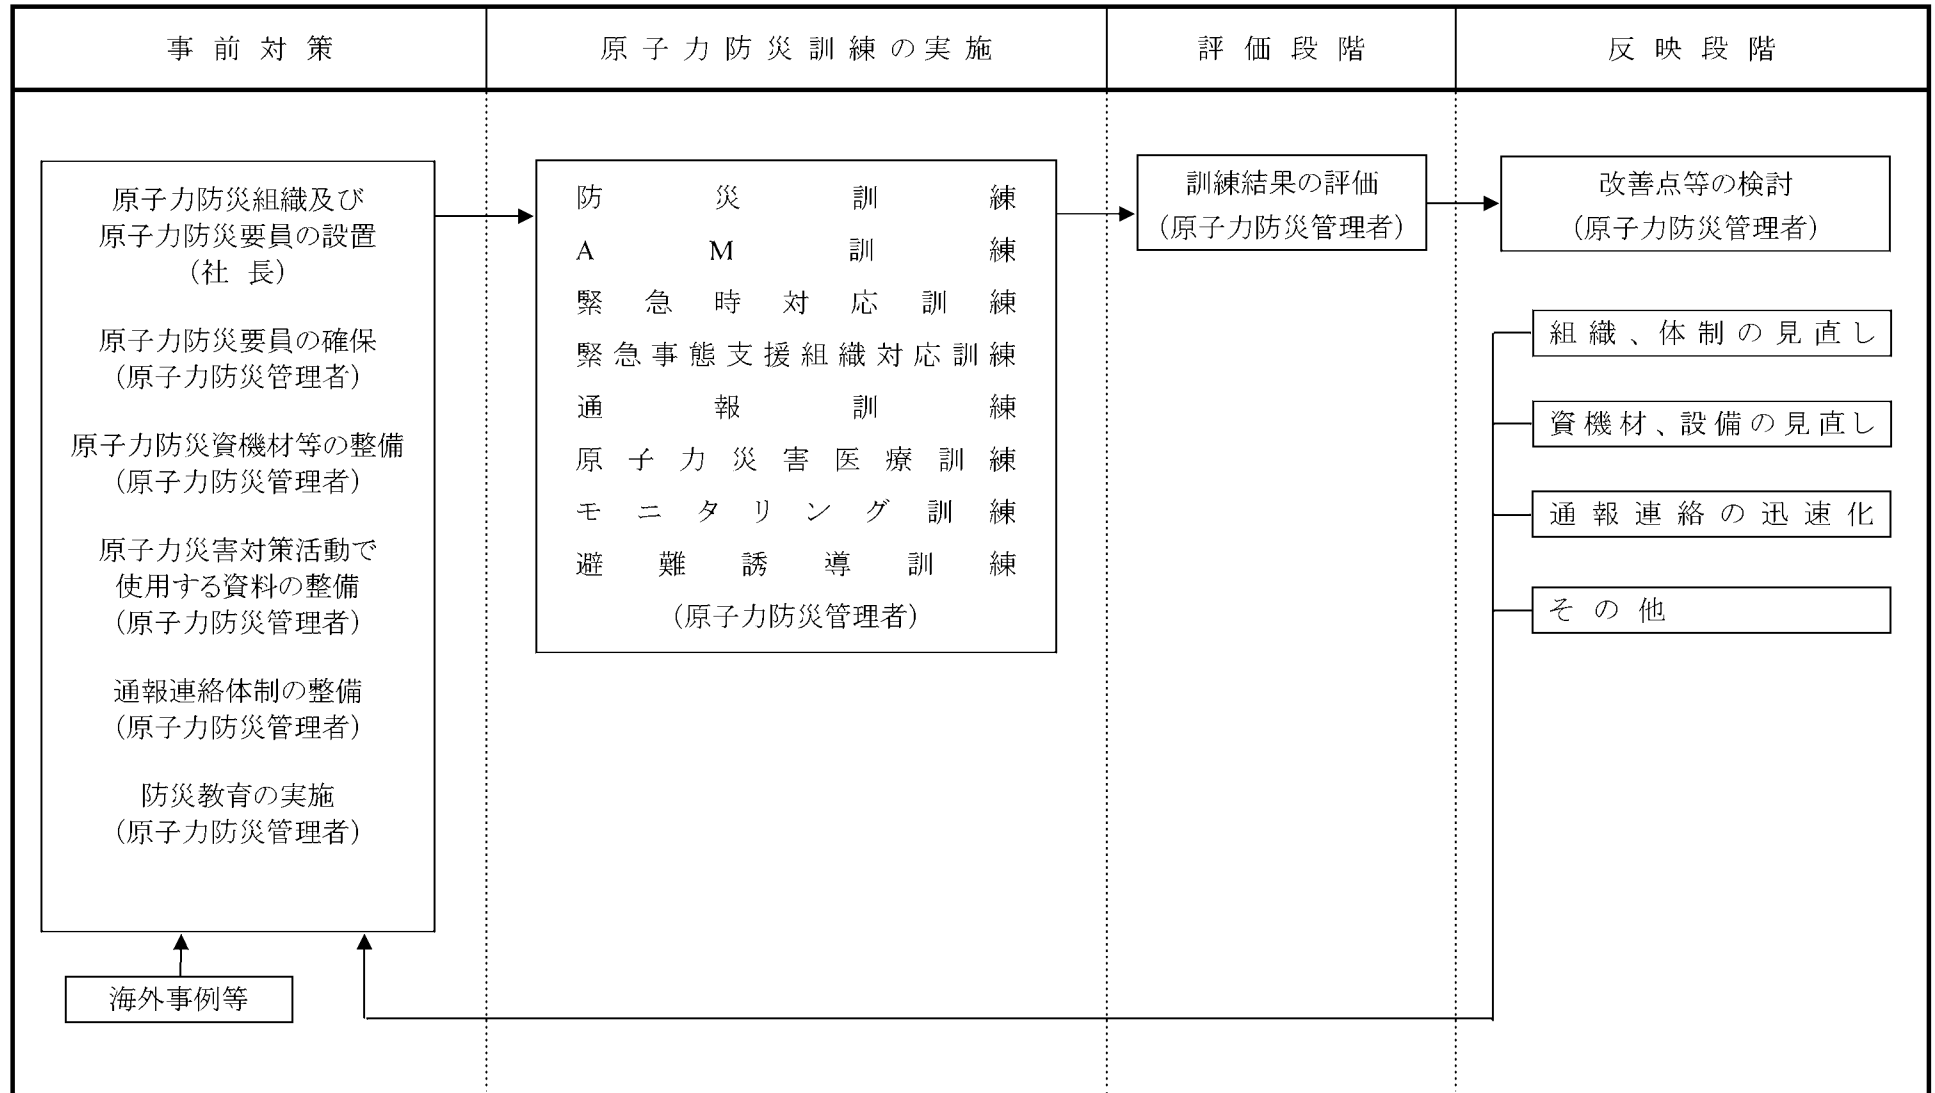 事前対策
原子力防災訓練の実施
評価段階
反映段階
原子力防災組織及び
原子力防災要員の設置
（社 長）
原子力防災要員の確保
（原子力防災管理者）
原子力防災資機材等の整備
（原子力防災管理者）
原子力災害対策活動で
使用する資料の整備
（原子力防災管理者）
通報連絡体制の整備
（原子力防災管理者）
防災教育の実施
（原子力防災管理者）
海外事例等
防災訓練
AM訓練
緊急時対応訓練
緊急事態支援組織対応訓練
通報訓練
原子力災害医療訓練
モニタリング訓練
避難誘導訓練
（原子力防災管理者）
訓練結果の評価
（原子力防災管理者）
改善点等の検討
（原子力防災管理者）
組織、体制の見直し
資機材、設備の見直し
通報連絡の迅速化
その他